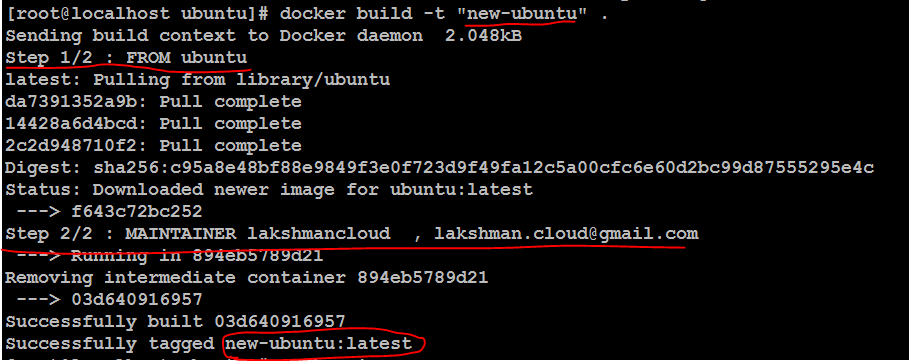 [root@localhost ubuntu]# docker build -t "new-ubuntu" .
Sending build context to Docker daemon  2.048kB
Step 1/2 : FROM ubuntu
latest: Pulling from library/ubuntu
da7391352a9b: Pull complete
14428a6d4bcd: Pull complete
2c2d948710f2: Pull complete
Digest: sha256:c95a8e48bf88e9849f3e0f723d9f49fa12c5a00cfc6e60d2bc99d87555295e4c
Status: Downloaded newer image for ubuntu:latest
 ---> f643c72bc252
Step 2/2 : MAINTAINER lakshmancloud  , lakshman.cloud@gmail.com
 ---> Running in 894eb5789d21
Removing intermediate container 894eb5789d21
 ---> 03d640916957
Successfully built 03d640916957
Successfully tagged new-ubuntu:latest